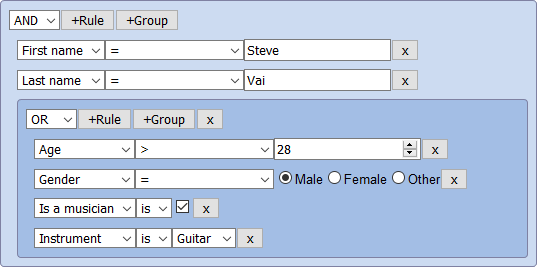 AND +Rule +Group
First name = Steve x
Last name = Vai x
OR +Rule +Group x
Age > 28 x
Gender = Male Female Other x
Is a musician is x
Instrument is Guitar x